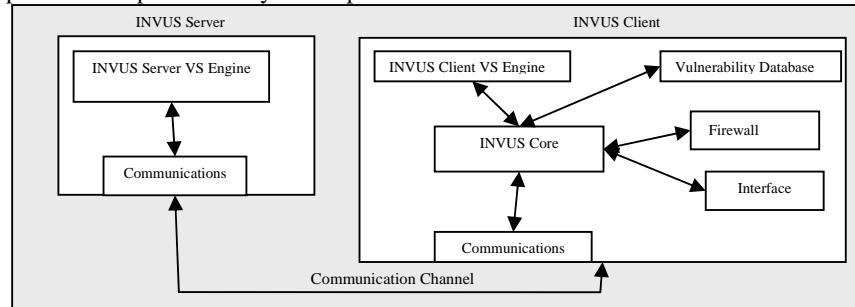 INVUS Server
INVUS Client
INVUS Server VS Engine
Communications
INVUS Client VS Engine
Vulnerability Database
INVUS Core
Firewall
Interface
Communications
Communication Channel